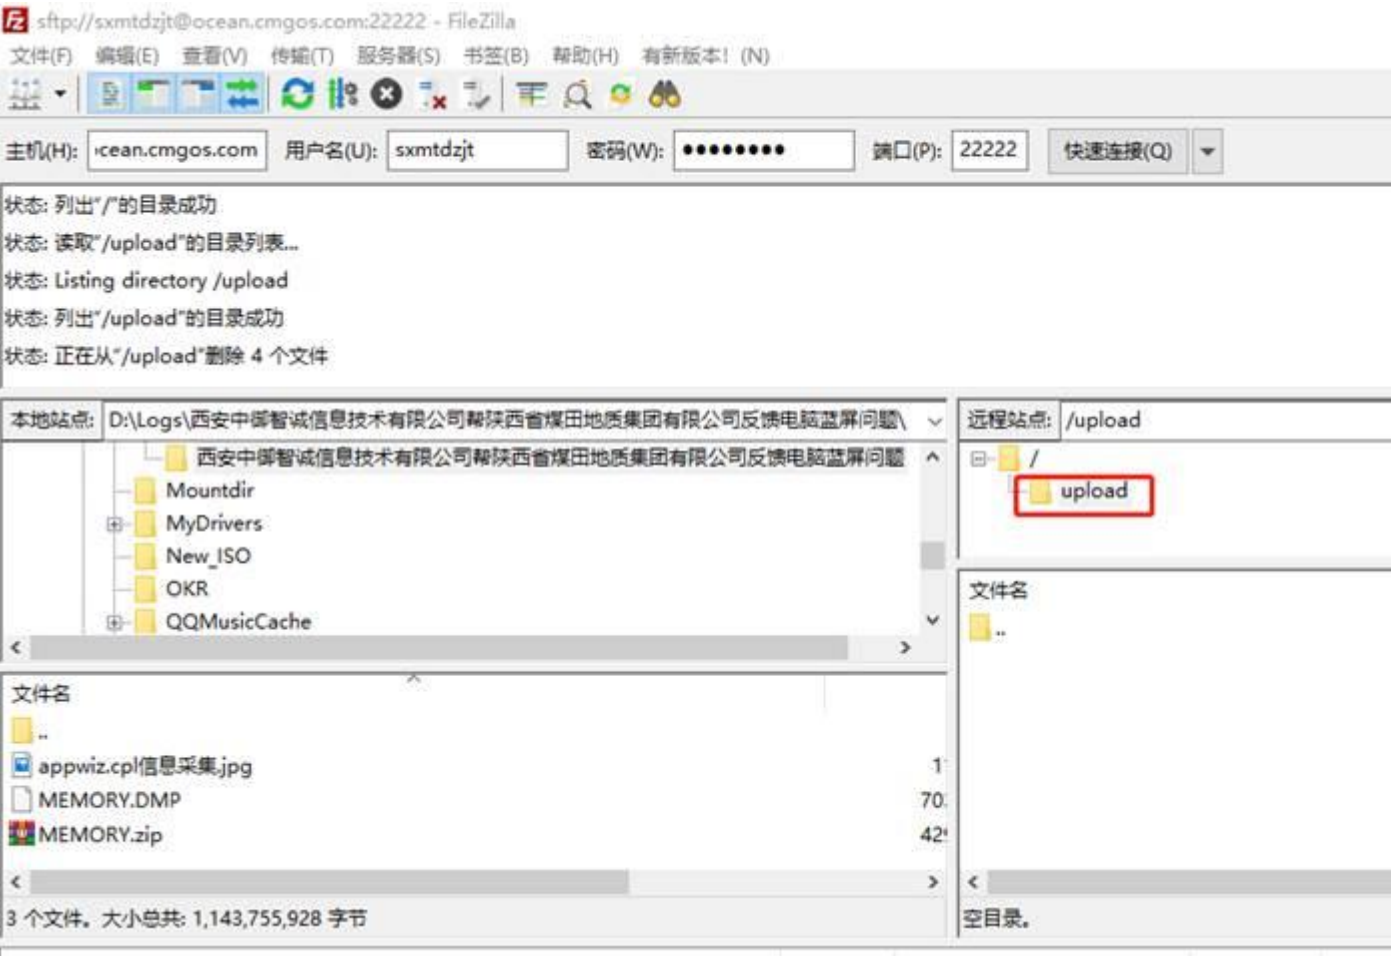 sftp://sxmtdzjt@ocean.cmgos.com:22222 - FileZilla
文件(F) 编辑(E) 查看(V) 传输(T) 服务器(S) 书签(B) 帮助(H) 有新版本! (N)
主机(H): cean.cmgos.com 用户名(U): sxmtdzjt 密码(W): ●●●●●●●● 端口(P): 22222 快速连接(Q)
状态: 列出"/"的目录成功
状态: 读取"/upload"的目录列表...
状态: Listing directory /upload
状态: 列出"/upload"的目录成功
状态: 正在从"/upload"删除 4 个文件
本地站点: D:\Logs\西安中御智诚信息技术有限公司帮陕西省煤田地质集团有限公司反馈电脑蓝屏问题\
西安中御智诚信息技术有限公司帮陕西省煤田地质集团有限公司反馈电脑蓝屏问题
Mountdir
MyDrivers
New_ISO
OKR
QQMusicCache
文件名
..
appwiz.cpl信息采集.jpg
MEMORY.DMP
MEMORY.zip
3 个文件。大小总共: 1,143,755,928 字节
远程站点: /upload
/
upload
文件名
..
空目录。